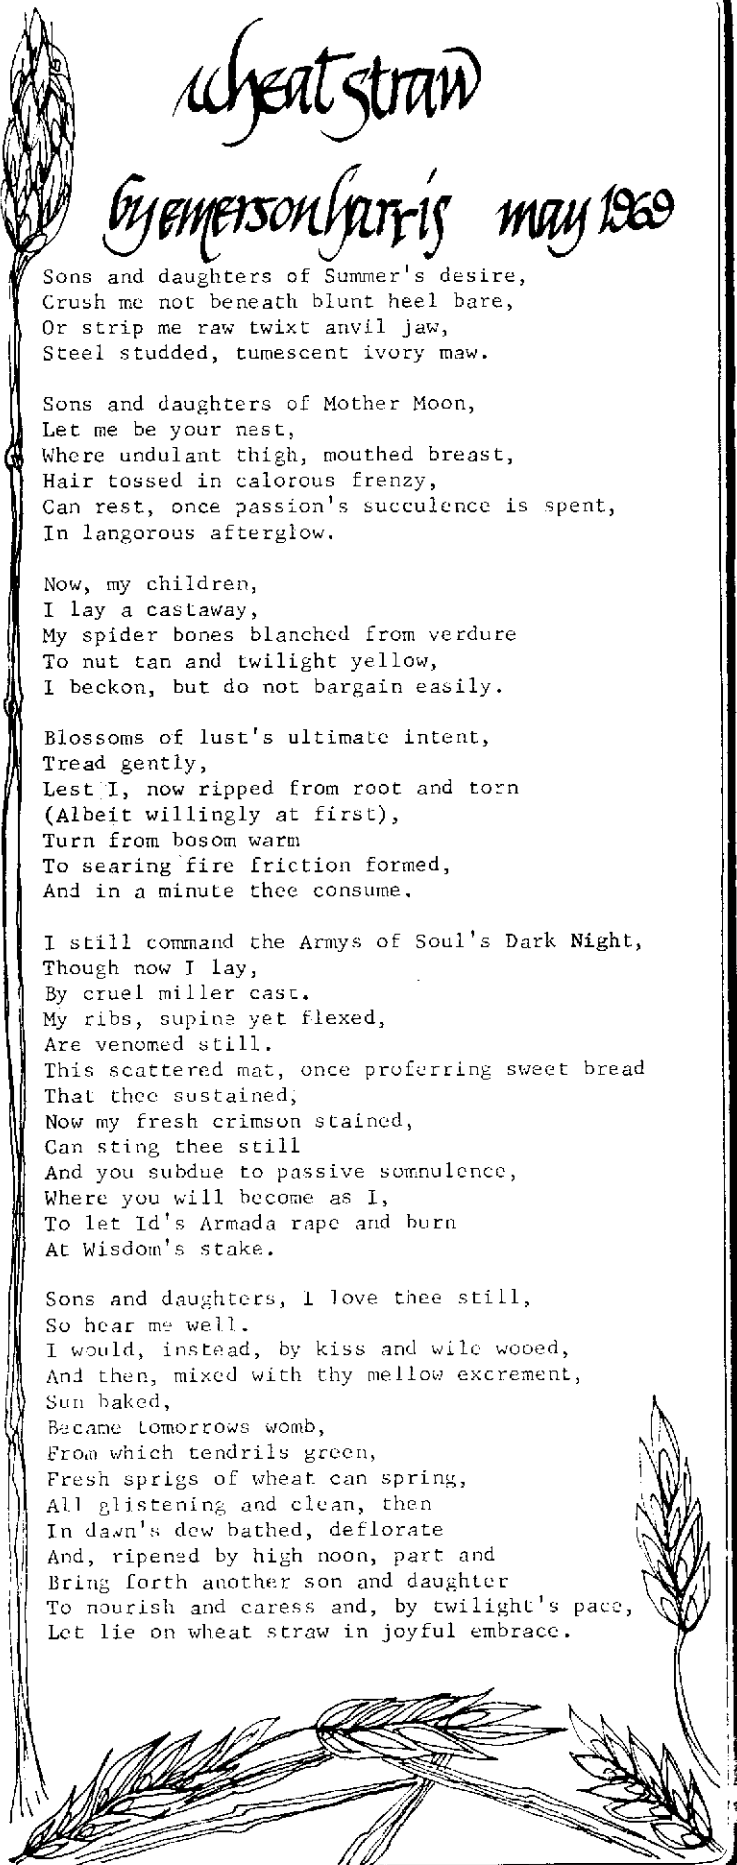 wheat straw
by emerson harris may 1969
Sons and daughters of Summer's desire,
Crush me not beneath blunt heel bare,
Or strip me raw twixt anvil jaw,
Steel studded, tumescent ivory maw.

Sons and daughters of Mother Moon,
Let me be your nest,
Where undulant thigh, mouthed breast,
Hair tossed in calorous frenzy,
Can rest, once passion's succulence is spent,
In langorous afterglow.

Now, my children,
I lay a castaway,
My spider bones blanched from verdure
To nut tan and twilight yellow,
I beckon, but do not bargain easily.

Blossoms of lust's ultimate intent,
Tread gently,
Lest I, now ripped from root and torn
(Albeit willingly at first),
Turn from bosom warm
To searing fire friction formed,
And in a minute thee consume.

I still command the Armys of Soul's Dark Night,
Though now I lay,
By cruel miller cast.
My ribs, supine yet flexed,
Are venomed still.
This scattered mat, once proferring sweet bread
That thee sustained,
Now my fresh crimson stained,
Can sting thee still
And you subdue to passive somnulence,
Where you will become as I,
To let Id's Armada rape and burn
At Wisdom's stake.

Sons and daughters, I love thee still,
So hear me well.
I would, instead, by kiss and wile wooed,
And then, mixed with thy mellow excrement,
Sun baked,
Became tomorrows womb,
From which tendrils green,
Fresh sprigs of wheat can spring,
All glistening and clean, then
In dawn's dew bathed, deflorate
And, ripened by high noon, part and
Bring forth another son and daughter
To nourish and caress and, by twilight's pace,
Let lie on wheat straw in joyful embrace.